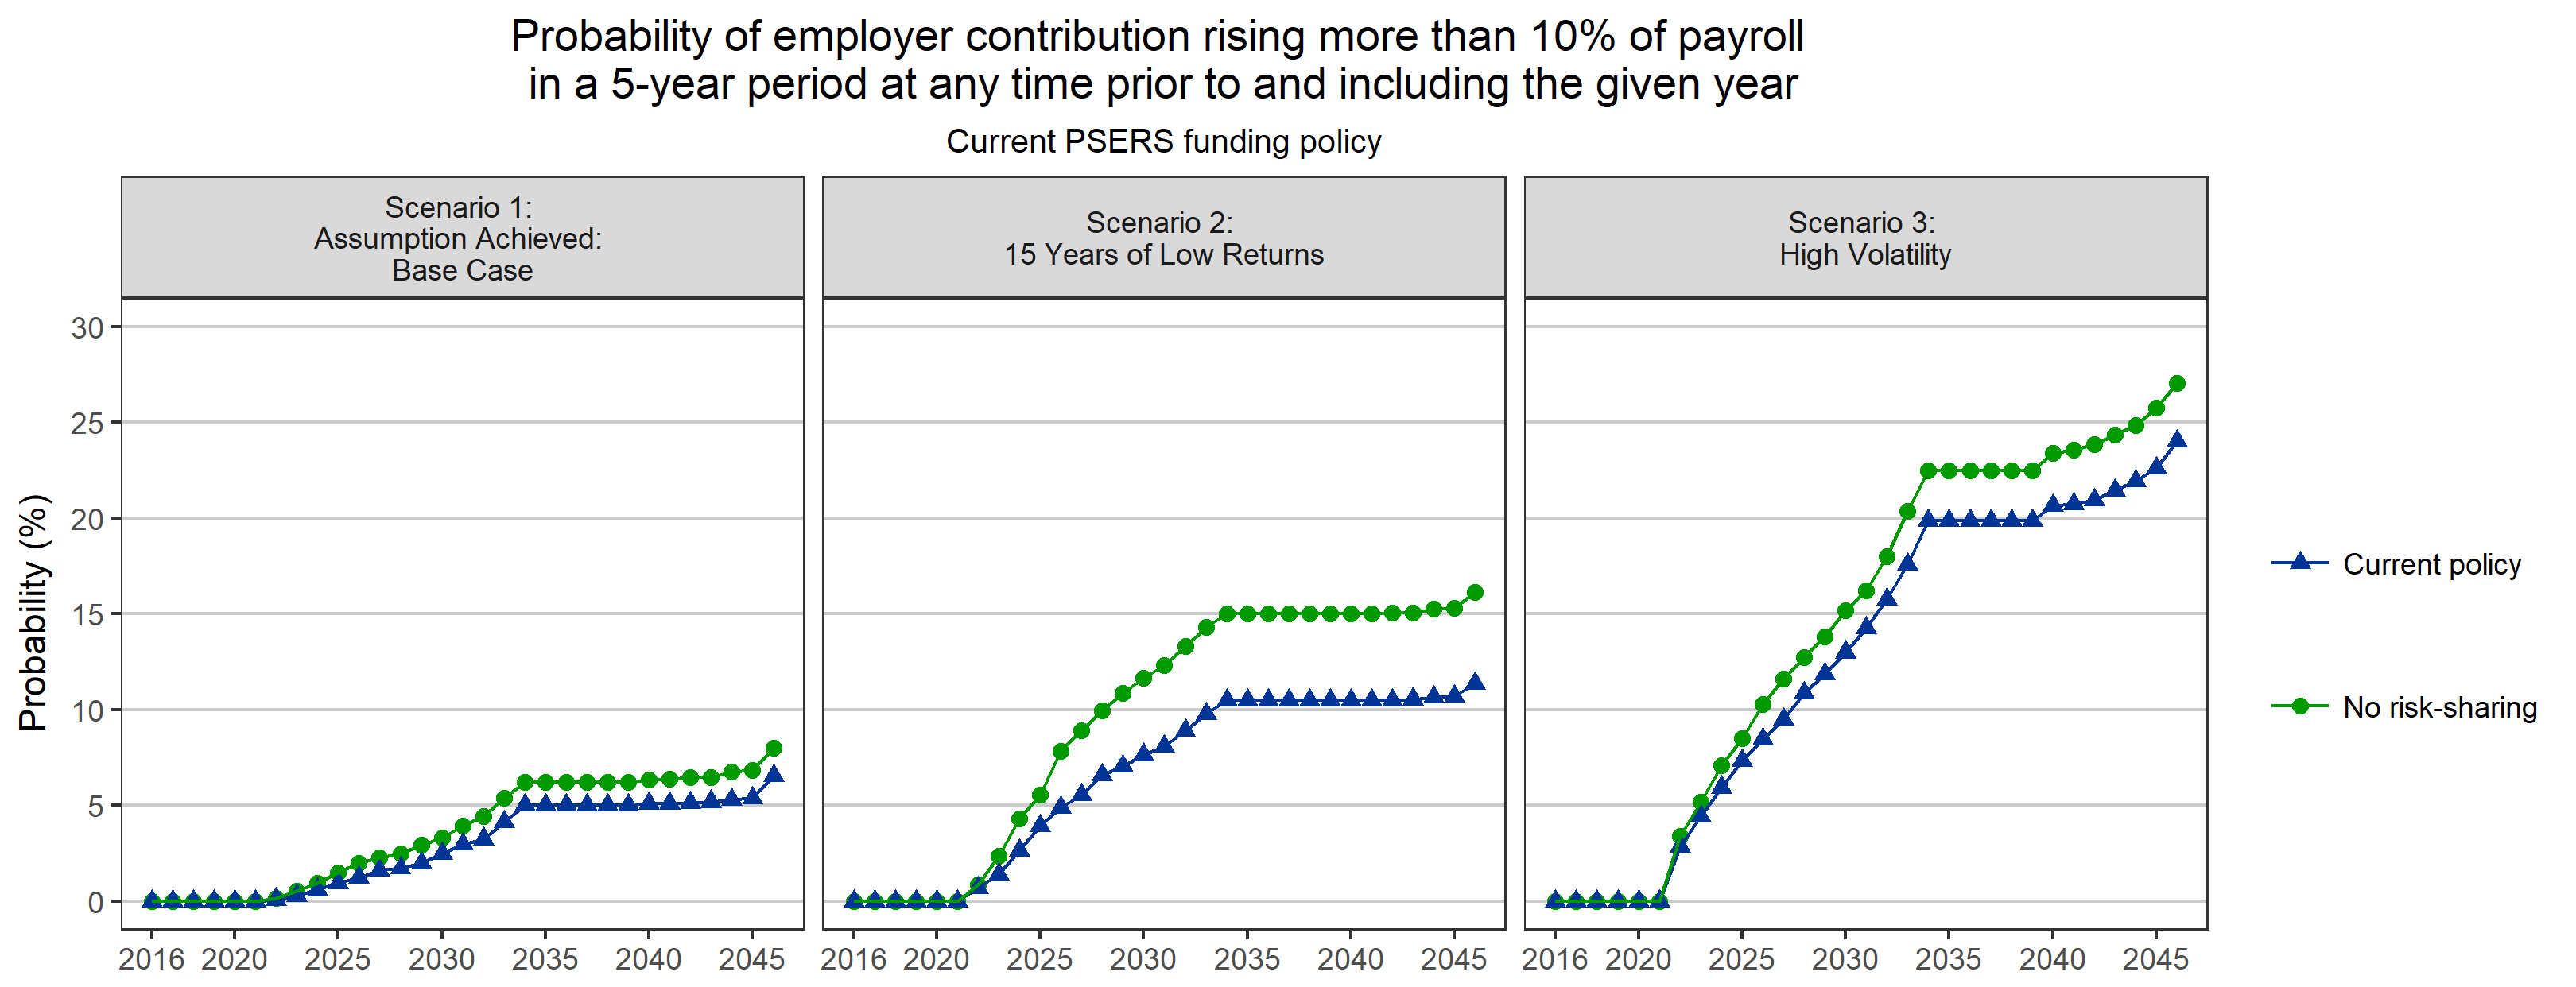 Probability of employer contribution rising more than 10% of payroll
in a 5-year period at any time prior to and including the given year
Current PSERS funding policy
Scenario 1:
Assumption Achieved:
Base Case
Scenario 2:
15 Years of Low Returns
Scenario 3:
High Volatility
Probability (%)
30
25
20
15
10
5
0
2016 2020 2025 2030 2035 2040 2045
2016 2020 2025 2030 2035 2040 2045
2016 2020 2025 2030 2035 2040 2045
Current policy
No risk-sharing